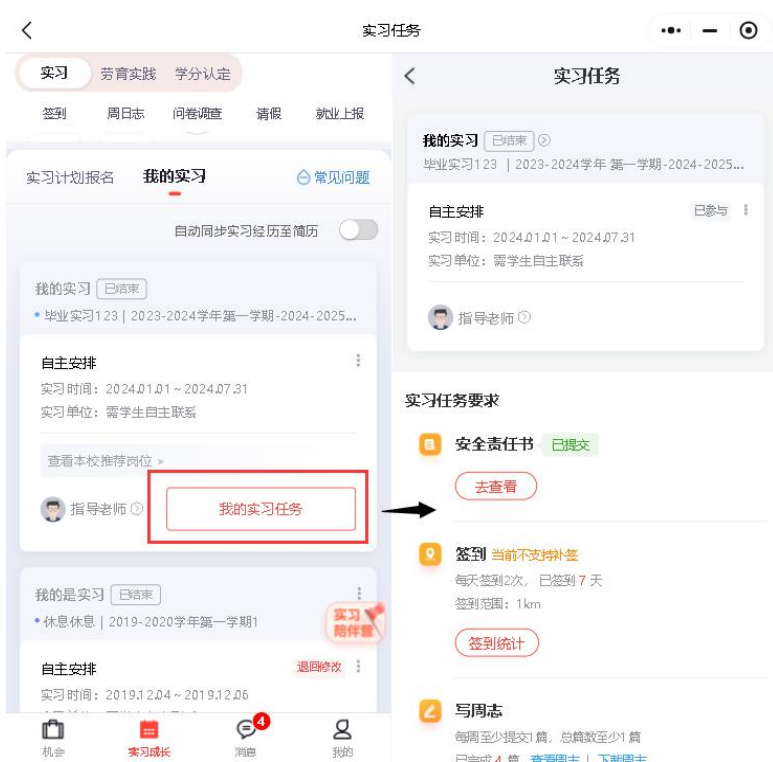 实习任务
实习
劳育实践
学分认定
签到
周日志
问卷调查
请假
就业上报
实习计划报名
我的实习
常见问题
自动同步实习经历至简历
我的实习 已结束
毕业实习123 | 2023-2024学年第一学期-2024-2025...
自主安排
实习时间：2024.01.01~2024.07.31
实习单位：需学生自主联系
查看本校推荐岗位 >
指导老师
我的实习任务
我的是实习 已结束
休息休息 | 2019-2020学年第一学期1
实习
陪伴营
自主安排
退回修改
实习时间：2019.12.04~2019.12.06
机会
实习成长
4
消息
我的
实习任务
我的实习 已结束
毕业实习123 | 2023-2024学年 第一学期-2024-2025...
自主安排
已参与
实习时间：2024.01.01~2024.07.31
实习单位：需学生自主联系
指导老师
实习任务要求
安全责任书 已提交
去查看
签到 当前不支持补签
每天签到2次，已签到 7 天
签到范围：1km
签到统计
写周志
每周至少提交1篇，总篇数至少1篇
已完成 4 篇 查看周志 | 下载周志